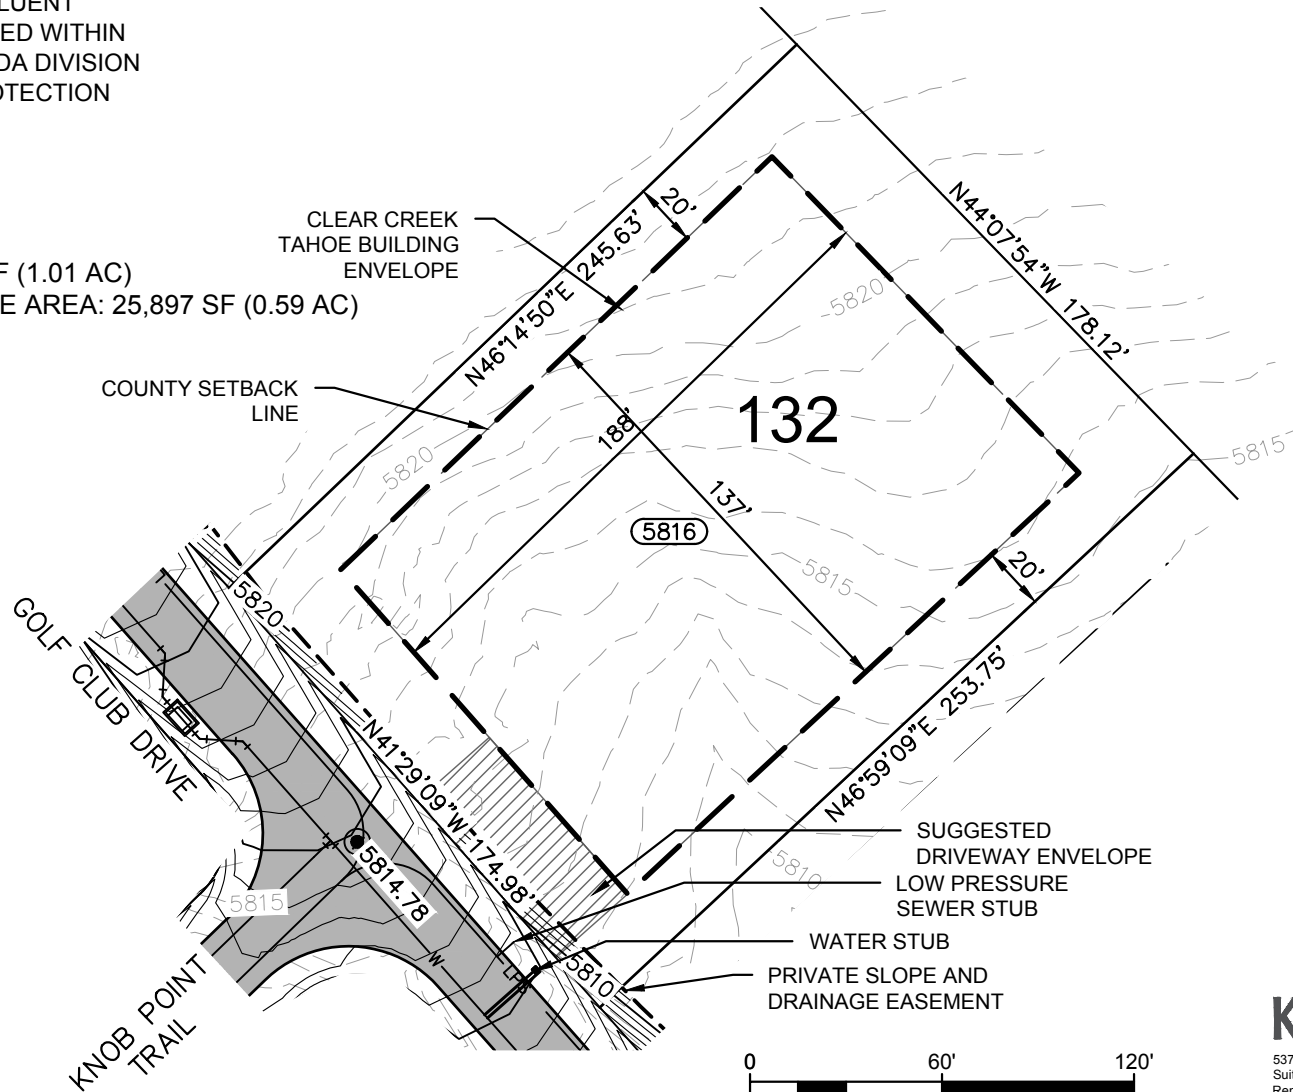 LUENT
ED WITHIN
DA DIVISION
OTECTION
F (1.01 AC)
E AREA: 25,897 SF (0.59 AC)
CLEAR CREEK
TAHOE BUILDING
ENVELOPE
COUNTY SETBACK
LINE
N46°14'50"E 245.63'
20'
N44°07'54"W 178.12'
5820
5820
188'
132
137'
5816
5815
5815
20'
N46°59'09"E 253.75'
5820
GOLF CLUB DRIVE
N41°29'09"W 174.98'
5814.78
5815
5810
SUGGESTED
DRIVEWAY ENVELOPE
LOW PRESSURE
SEWER STUB
WATER STUB
PRIVATE SLOPE AND
DRAINAGE EASEMENT
5810
T
W
KNOB POINT
TRAIL
0 60' 120'
K
537
Suit